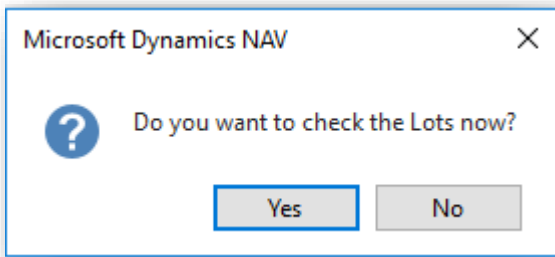 Microsoft Dynamics NAV
Do you want to check the Lots now?
Yes
No